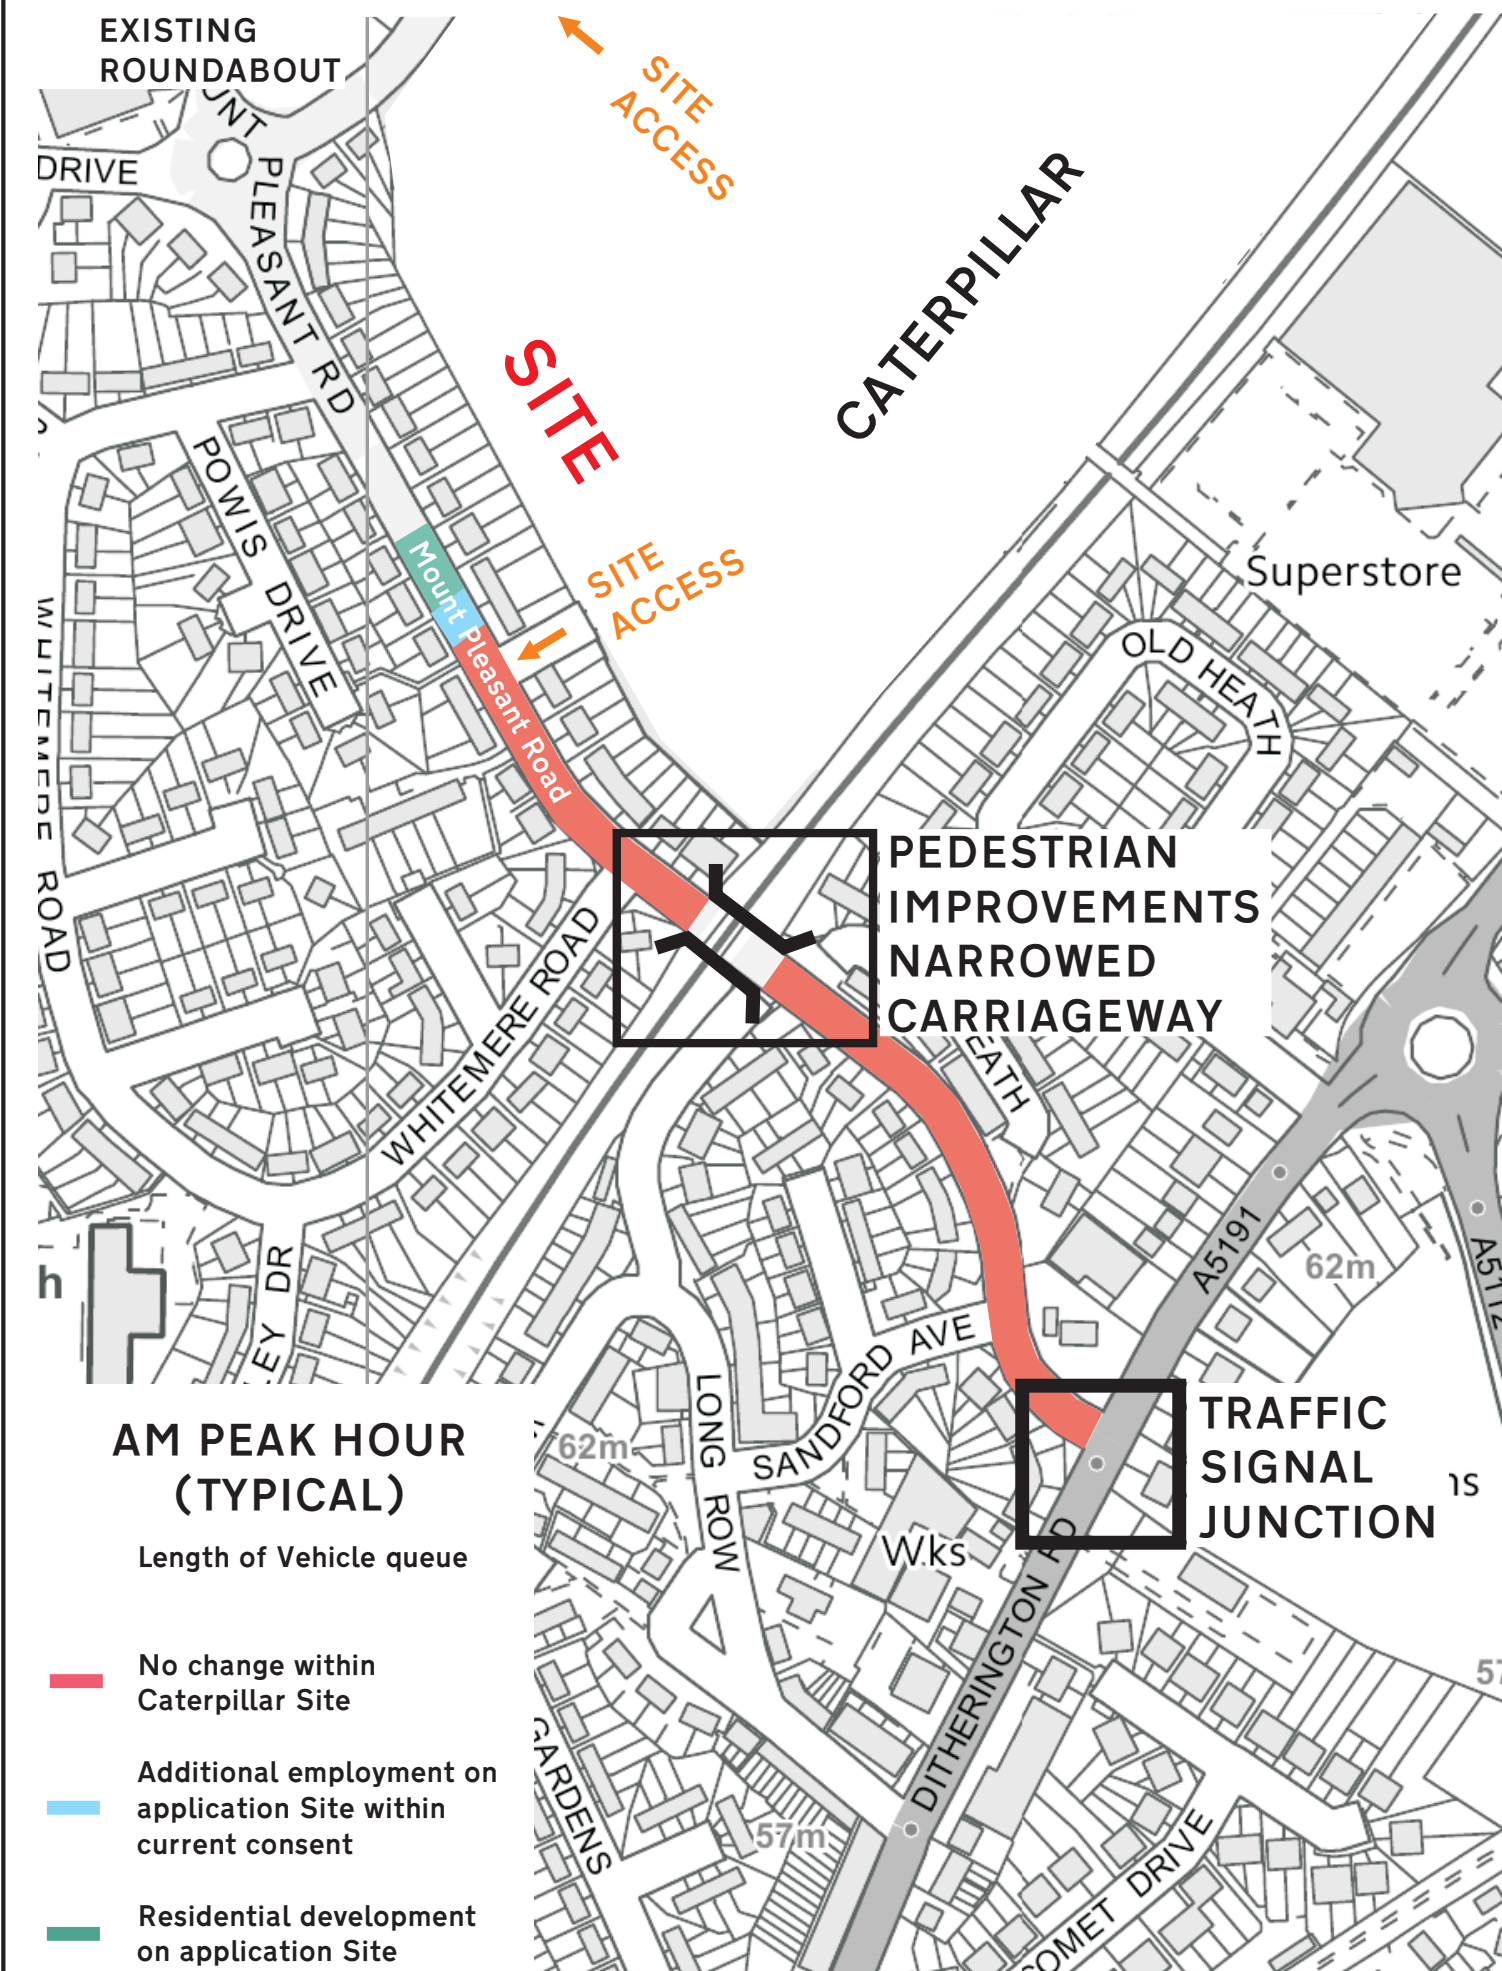 EXISTING
ROUNDABOUT
SITE
ACCESS
DRIVE
PLEASANT RD
CATERPILLAR
SITE
POWIS DRIVE
SITE
ACCESS
Mount Pleasant Road
Superstore
OLD HEATH
WHITEMERE ROAD
PEDESTRIAN
IMPROVEMENTS
NARROWED
CARRIAGEWAY
WHITEMERE ROAD
A5191
62m
A5112
SANDFORD AVE
LONG ROW
62m
TRAFFIC
SIGNAL
JUNCTION
Wks
DITHERINGTON RD
57m
GARDENS
AM PEAK HOUR
(TYPICAL)
Length of Vehicle queue
No change within
Caterpillar Site
Additional employment on
application Site within
current consent
Residential development
on application Site